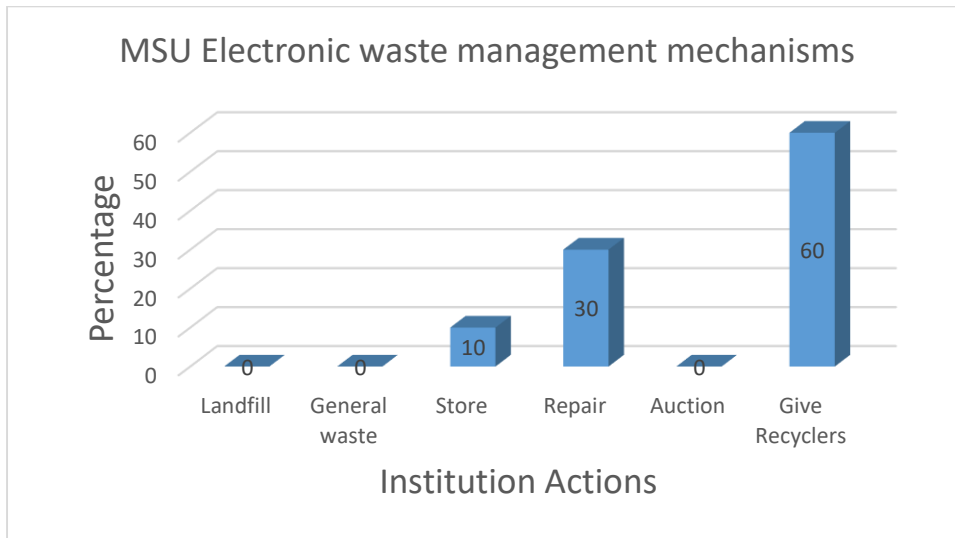 MSU Electronic waste management mechanisms
Percentage
60
50
40
30
20
10
0
0
0
10
30
0
60
Landfill
General
waste
Store
Repair
Auction
Give
Recyclers
Institution Actions